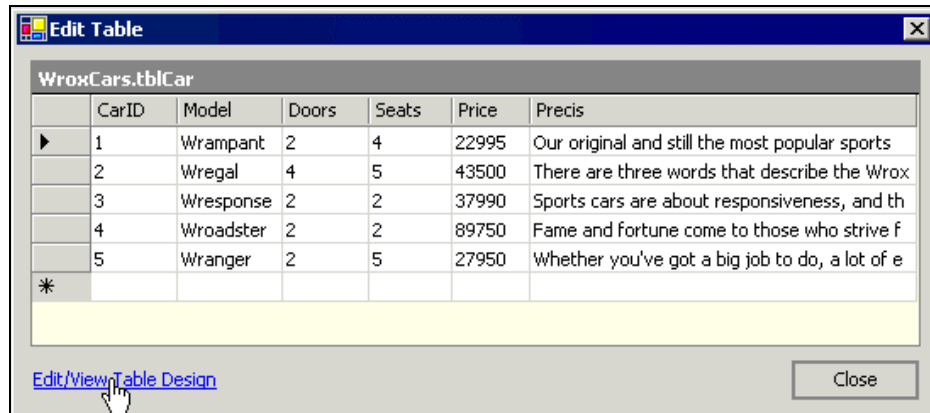 Edit Table
WroxCars.tblCar
CarID Model Doors Seats Price Precis
1 Wrampant 2 4 22995 Our original and still the most popular sports
2 Wregal 4 5 43500 There are three words that describe the Wrox
3 Wresponse 2 2 37990 Sports cars are about responsiveness, and th
4 Wroadster 2 2 89750 Fame and fortune come to those who strive f
5 Wranger 2 5 27950 Whether you've got a big job to do, a lot of e
Edit/View Table Design Close